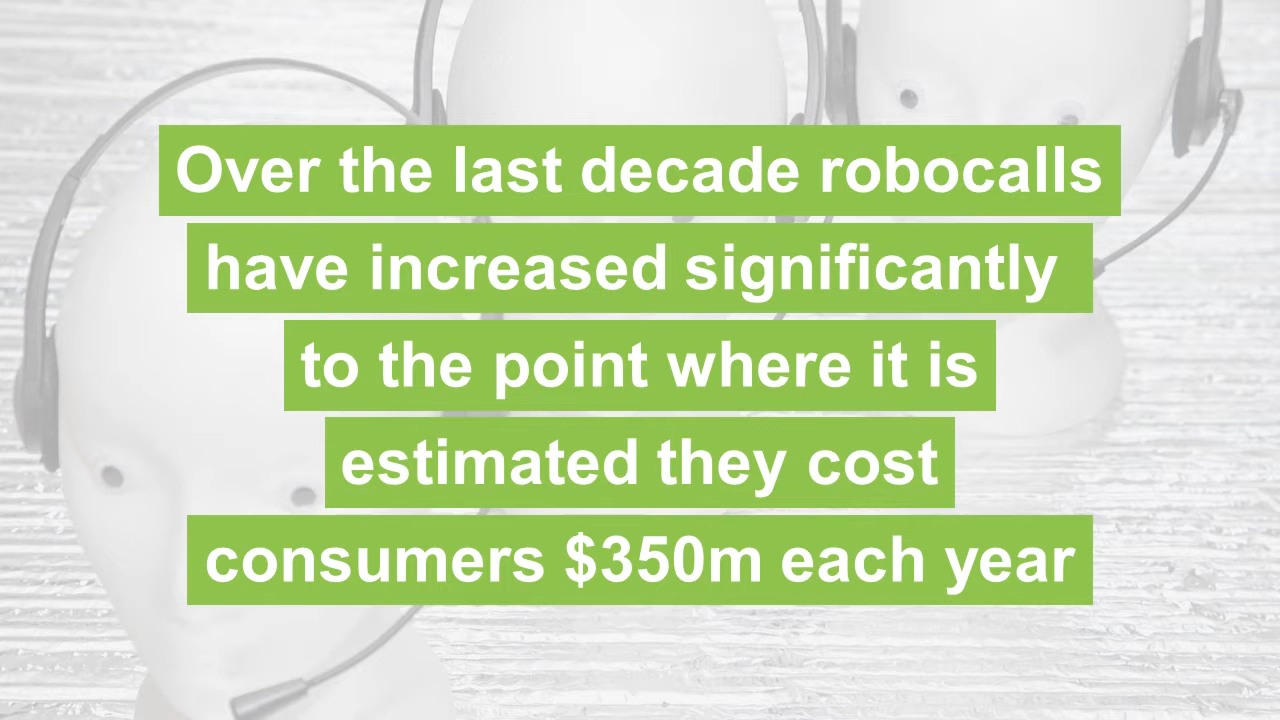 Over the last decade robocalls
have increased significantly
to the point where it is
estimated they cost
consumers $350m each year